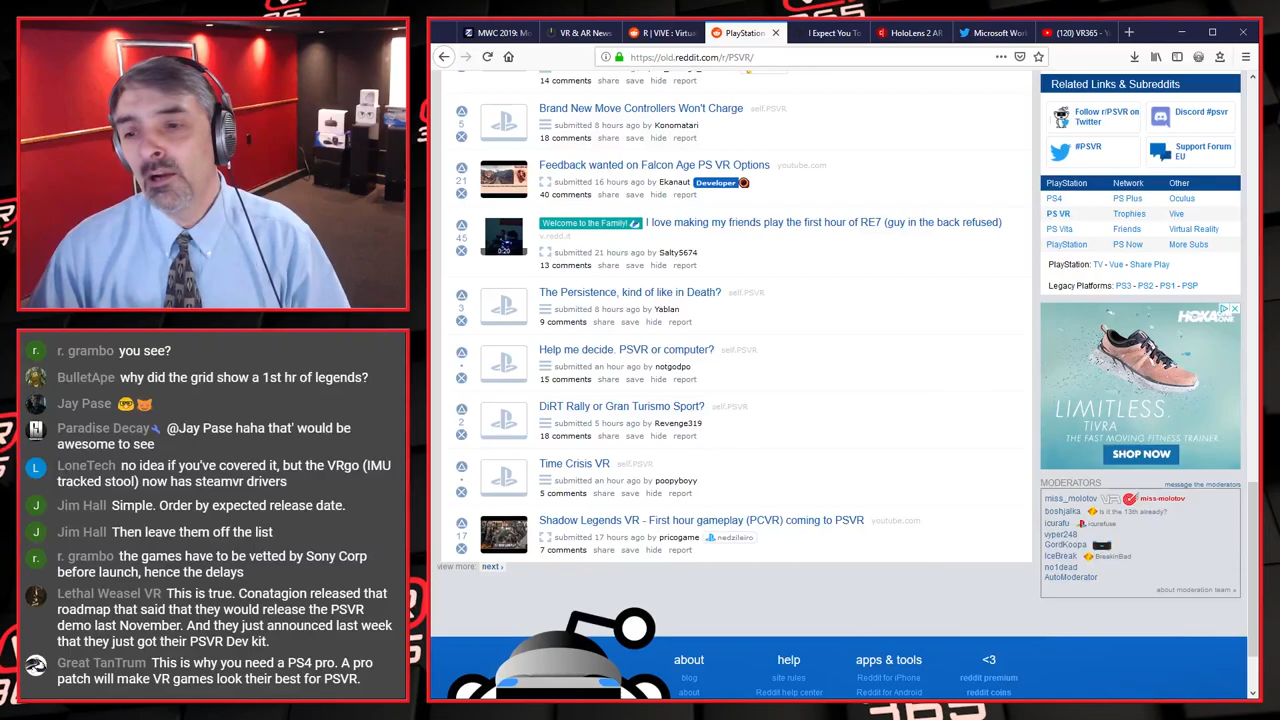 MWC 2019: Mo
VR & AR News
R | VIVE : Virtua
PlayStation
I Expect You To
HoloLens 2 AR
Microsoft Wor
(120) VR365 - Y
https://old.reddit.com/r/PSVR/
14 comments share save hide report
Brand New Move Controllers Won't Charge self.PSVR
5
submitted 8 hours ago by Konomatari
18 comments share save hide report
Feedback wanted on Falcon Age PS VR Options youtube.com
21
submitted 16 hours ago by Ekanaut Developer
40 comments share save hide report
Welcome to the Family! I love making my friends play the first hour of RE7 (guy in the back refused)
v.redd.it
45
0:20
submitted 21 hours ago by Salty5674
13 comments share save hide report
The Persistence, kind of like in Death? self.PSVR
3
submitted 8 hours ago by Yablan
9 comments share save hide report
Help me decide. PSVR or computer? self.PSVR
•
submitted an hour ago by notgodpo
15 comments share save hide report
DiRT Rally or Gran Turismo Sport? self.PSVR
2
submitted 5 hours ago by Revenge319
18 comments share save hide report
Time Crisis VR self.PSVR
•
submitted an hour ago by poopyboyy
5 comments share save hide report
Shadow Legends VR - First hour gameplay (PCVR) coming to PSVR youtube.com
17
submitted 17 hours ago by pricogame nedzileiro
7 comments share save hide report
view more: next ›
about
help
apps & tools
<3
blog
site rules
Reddit for iPhone
reddit premium
about
Reddit help center
Reddit for Android
reddit coins
Related Links & Subreddits
Follow r/PSVR on
Twitter
Discord #psvr
#PSVR
Support Forum
EU
PlayStation Network Other
PS4 PS Plus Oculus
PS VR Trophies Vive
PS Vita Friends Virtual Reality
PlayStation PS Now More Subs
PlayStation: TV - Vue - Share Play
Legacy Platforms: PS3 - PS2 - PS1 - PSP
HOKA
ONE
LIMITLESS.
TIVRA
THE FAST MOVING FITNESS TRAINER
SHOP NOW
MODERATORS
message the moderators
miss_molotov VR miss-molotov
boshjalka Is it the 13th already?
icurafu icurafuse
vyper248
GordKoopa
IceBreak BreakinBad
no1dead
AutoModerator
about moderation team »
r. grambo you see?
BulletApe why did the grid show a 1st hr of legends?
Jay Pase
Paradise Decay @Jay Pase haha that' would be
awesome to see
LoneTech no idea if you've covered it, but the VRgo (IMU
tracked stool) now has steamvr drivers
Jim Hall Simple. Order by expected release date.
Jim Hall Then leave them off the list
r. grambo the games have to be vetted by Sony Corp
before launch, hence the delays
Lethal Weasel VR This is true. Conatagion released that
roadmap that said that they would release the PSVR
demo last November. And they just announced last week
that they just got their PSVR Dev kit.
Great TanTrum This is why you need a PS4 pro. A pro
patch will make VR games look their best for PSVR.